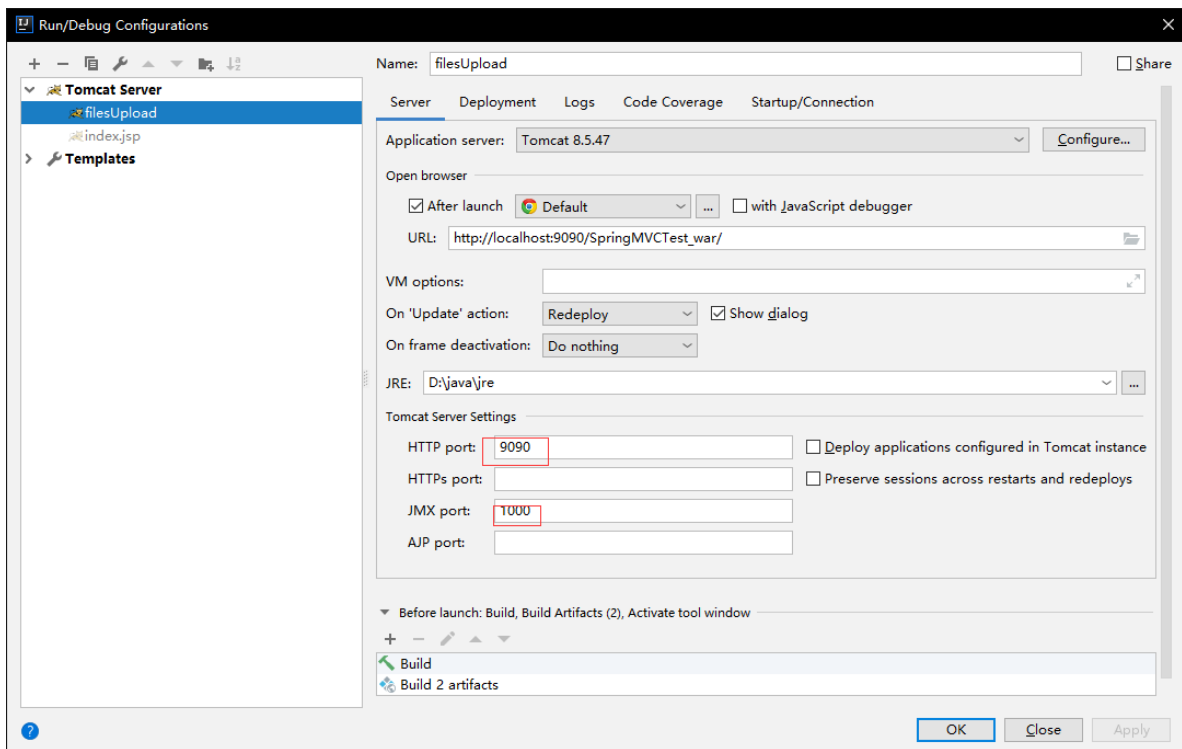 Run/Debug Configurations
Name: filesUpload Share
Tomcat Server
filesUpload
index.jsp
Templates
Server Deployment Logs Code Coverage Startup/Connection
Application server: Tomcat 8.5.47 Configure...
Open browser
After launch Default ... with JavaScript debugger
URL: http://localhost:9090/SpringMVCTest_war/
VM options:
On 'Update' action: Redeploy Show dialog
On frame deactivation: Do nothing
JRE: D:\java\jre ...
Tomcat Server Settings
HTTP port: 9090 Deploy applications configured in Tomcat instance
HTTPs port: Preserve sessions across restarts and redeploys
JMX port: 1000
AJP port:
Before launch: Build, Build Artifacts (2), Activate tool window
Build
Build 2 artifacts
OK Close Apply